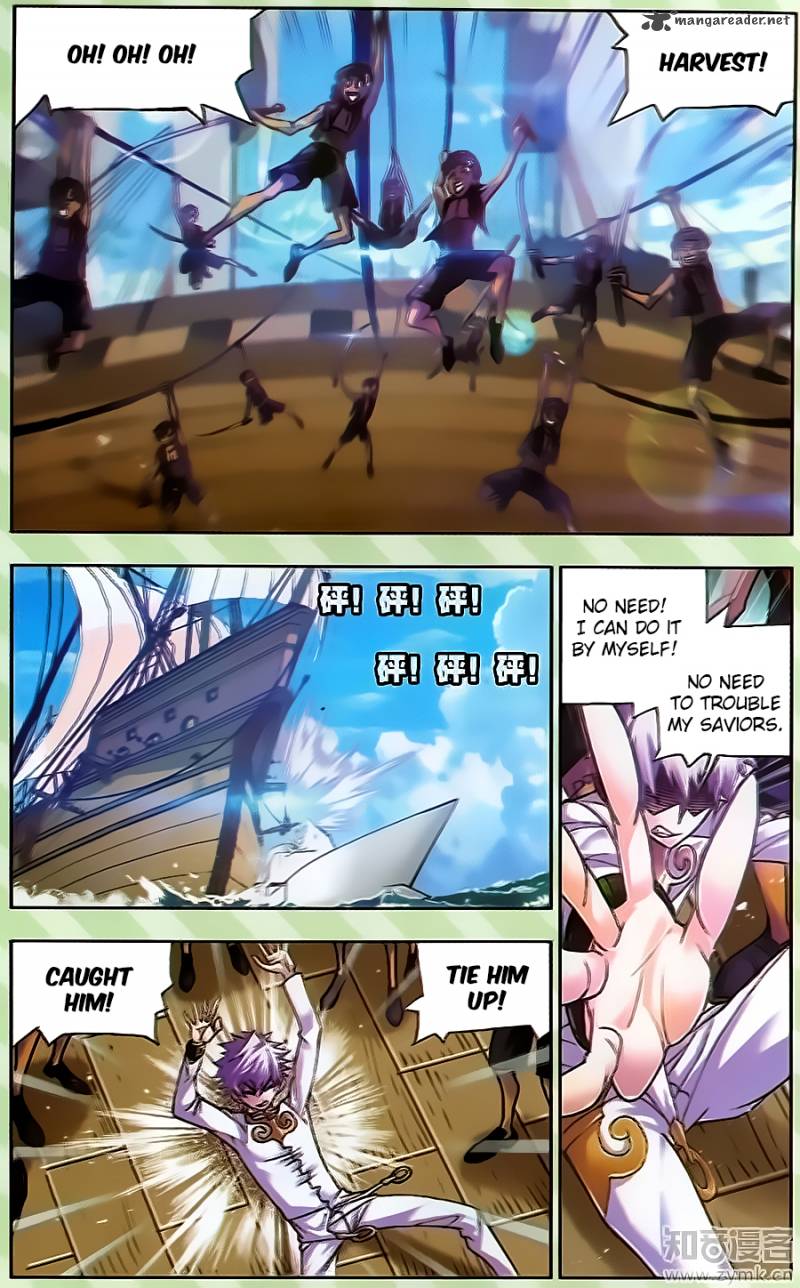 mangareader.net
OH! OH! OH!
HARVEST!
砰! 砰! 砰!
砰! 砰! 砰!
NO NEED!
I CAN DO IT
BY MYSELF!
NO NEED
TO TROUBLE
MY SAVIORS.
CAUGHT
HIM!
TIE HIM
UP!
知音漫客
www.zymk.cn